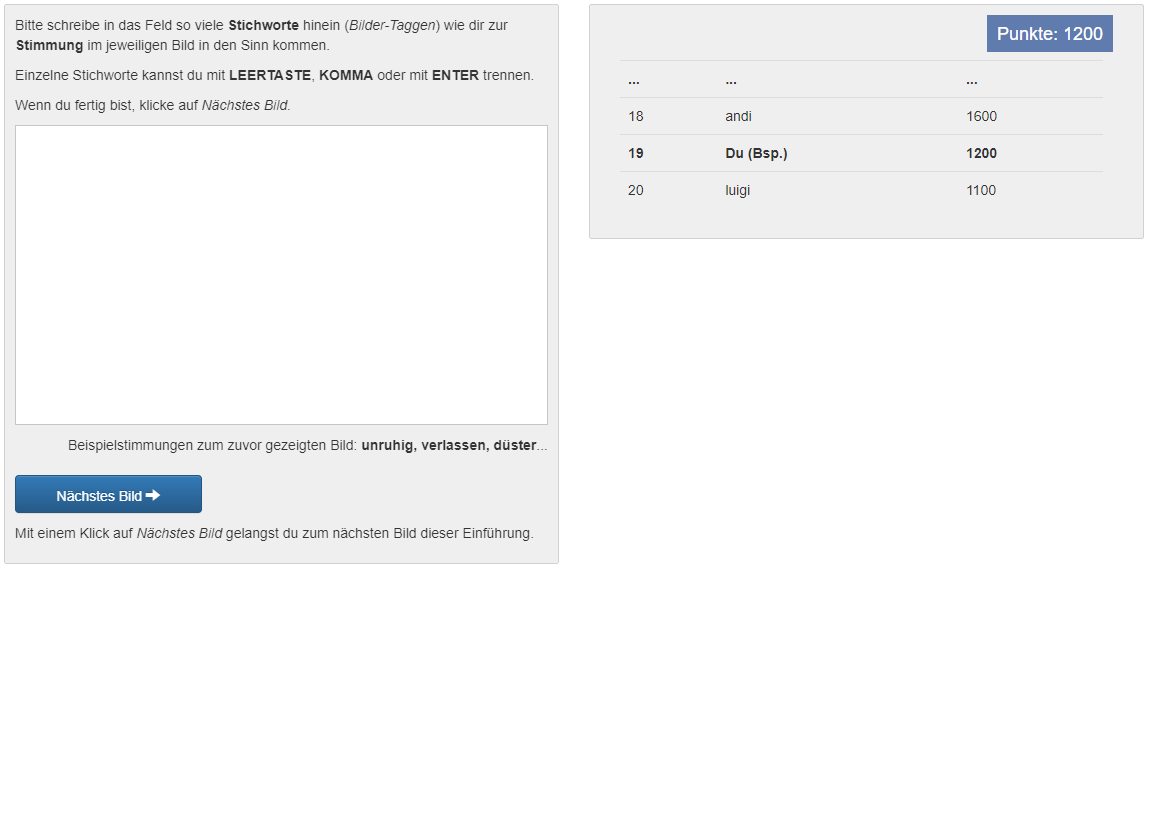 Bitte schreibe in das Feld so viele Stichworte hinein (Bilder-Taggen) wie dir zur
Stimmung im jeweiligen Bild in den Sinn kommen.
Einzelne Stichworte kannst du mit LEERTASTE, KOMMA oder mit ENTER trennen.
Wenn du fertig bist, klicke auf Nächstes Bild.
Beispielstimmungen zum zuvor gezeigten Bild: unruhig, verlassen, düster...
Nächstes Bild
Mit einem Klick auf Nächstes Bild gelangst du zum nächsten Bild dieser Einführung.
Punkte: 1200
... ... ...
18 andi 1600
19 Du (Bsp.) 1200
20 luigi 1100